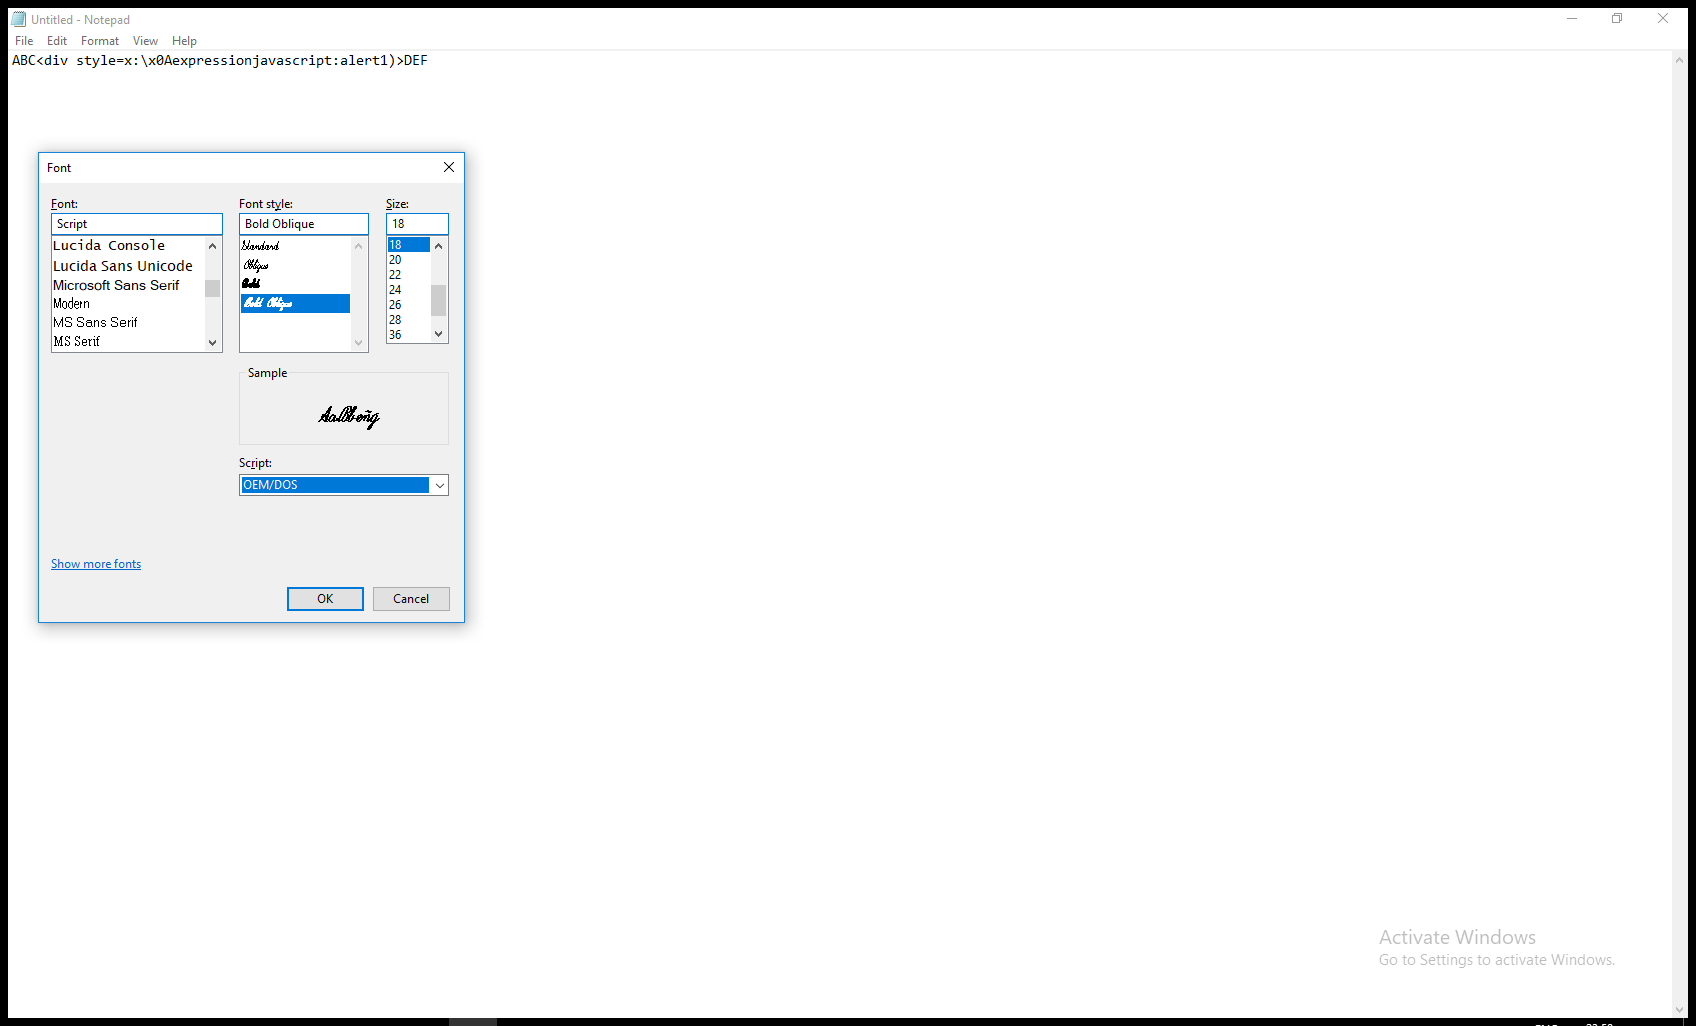 Untitled - Notepad
File Edit Format View Help
ABC<div style=x:\x0Aexpressionjavascript:alert1)>DEF
Font
Font: Font style: Size:
Script Bold Oblique 18
Lucida Console
Lucida Sans Unicode
Microsoft Sans Serif
Modern
MS Sans Serif
MS Serif
Standard
Oblique
Bold
Bold Oblique
18
20
22
24
26
28
36
Sample
AaBbOoñg
Script:
OEM/DOS
Show more fonts
OK Cancel
Activate Windows
Go to Settings to activate Windows.